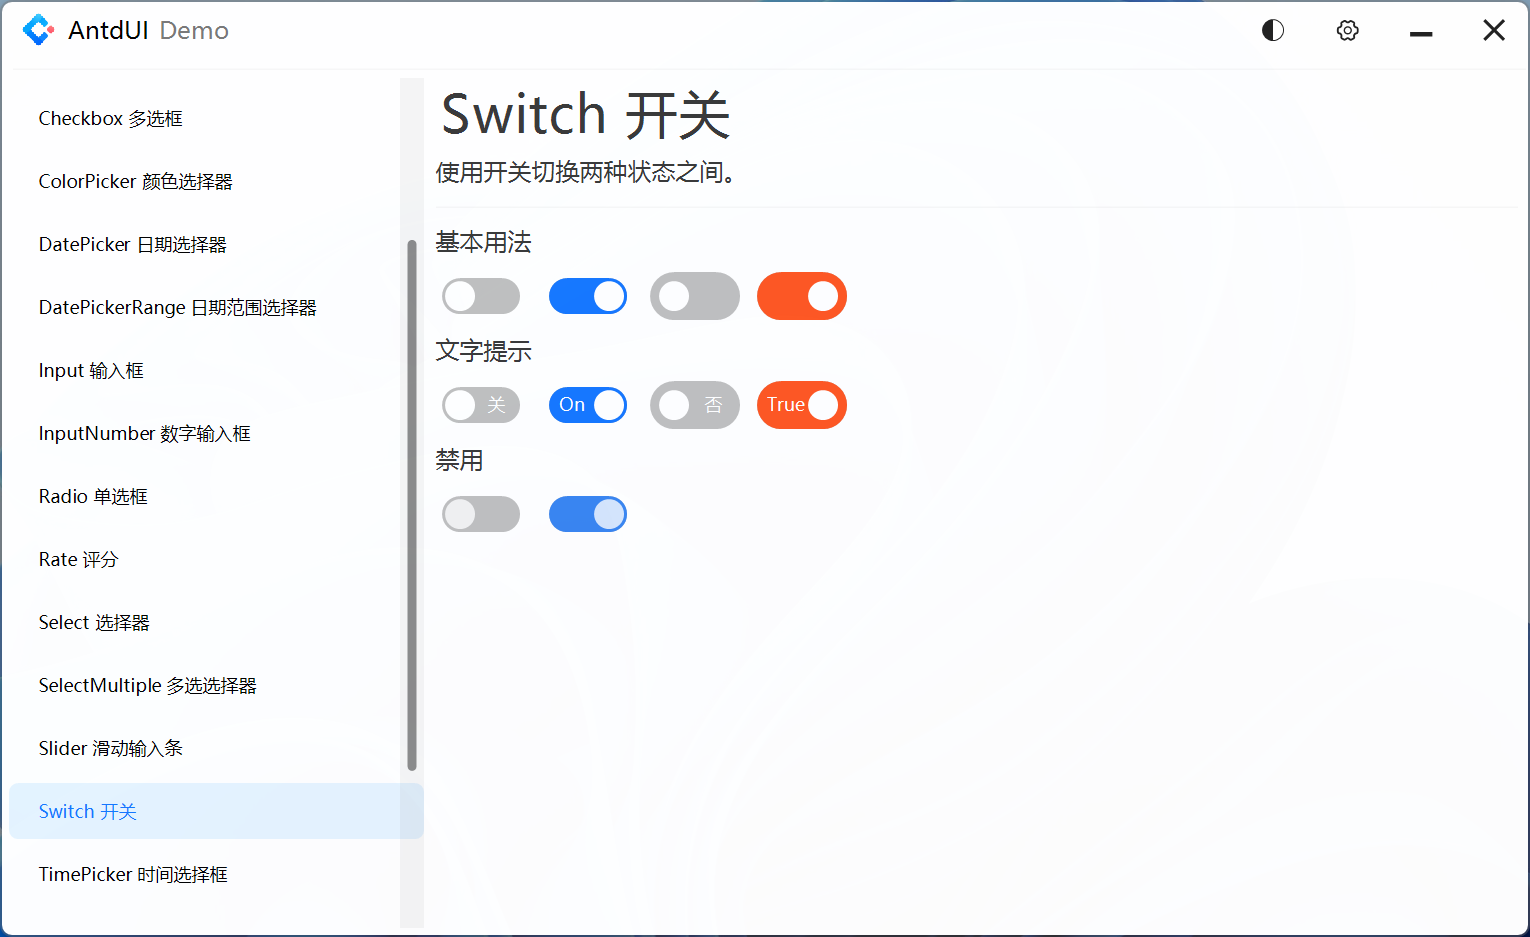 AntdUI Demo
Checkbox 多选框
ColorPicker 颜色选择器
DatePicker 日期选择器
DatePickerRange 日期范围选择器
Input 输入框
InputNumber 数字输入框
Radio 单选框
Rate 评分
Select 选择器
SelectMultiple 多选选择器
Slider 滑动输入条
Switch 开关
TimePicker 时间选择框
Switch 开关
使用开关切换两种状态之间。
基本用法
文字提示
关 On 否 True
禁用